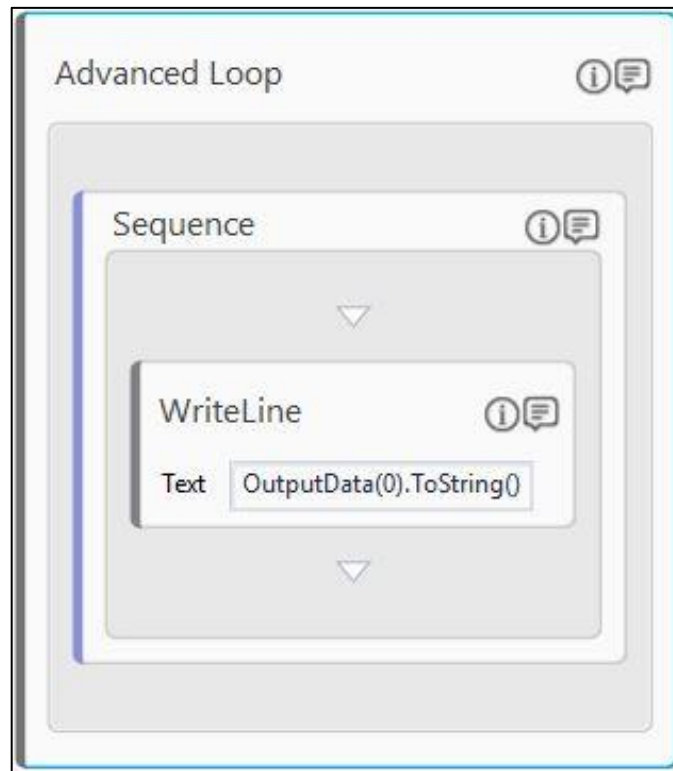 Advanced Loop
Sequence
WriteLine
Text OutputData(0).ToString()